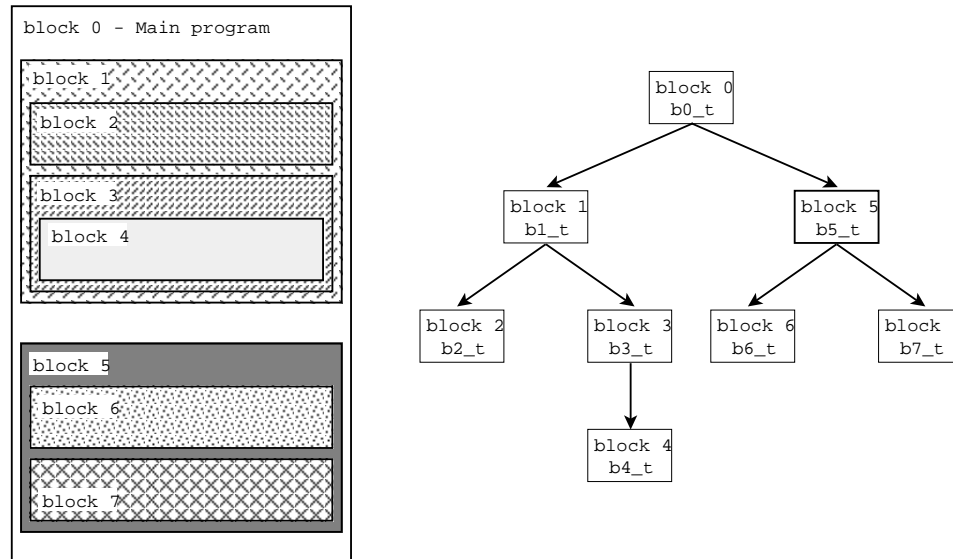 block 0 - Main program
block 1
block 2
block 3
block 4
block 5
block 6
block 7
block 0
b0_t
block 1
b1_t
block 5
b5_t
block 2
b2_t
block 3
b3_t
block 6
b6_t
block
b7_t
block 4
b4_t